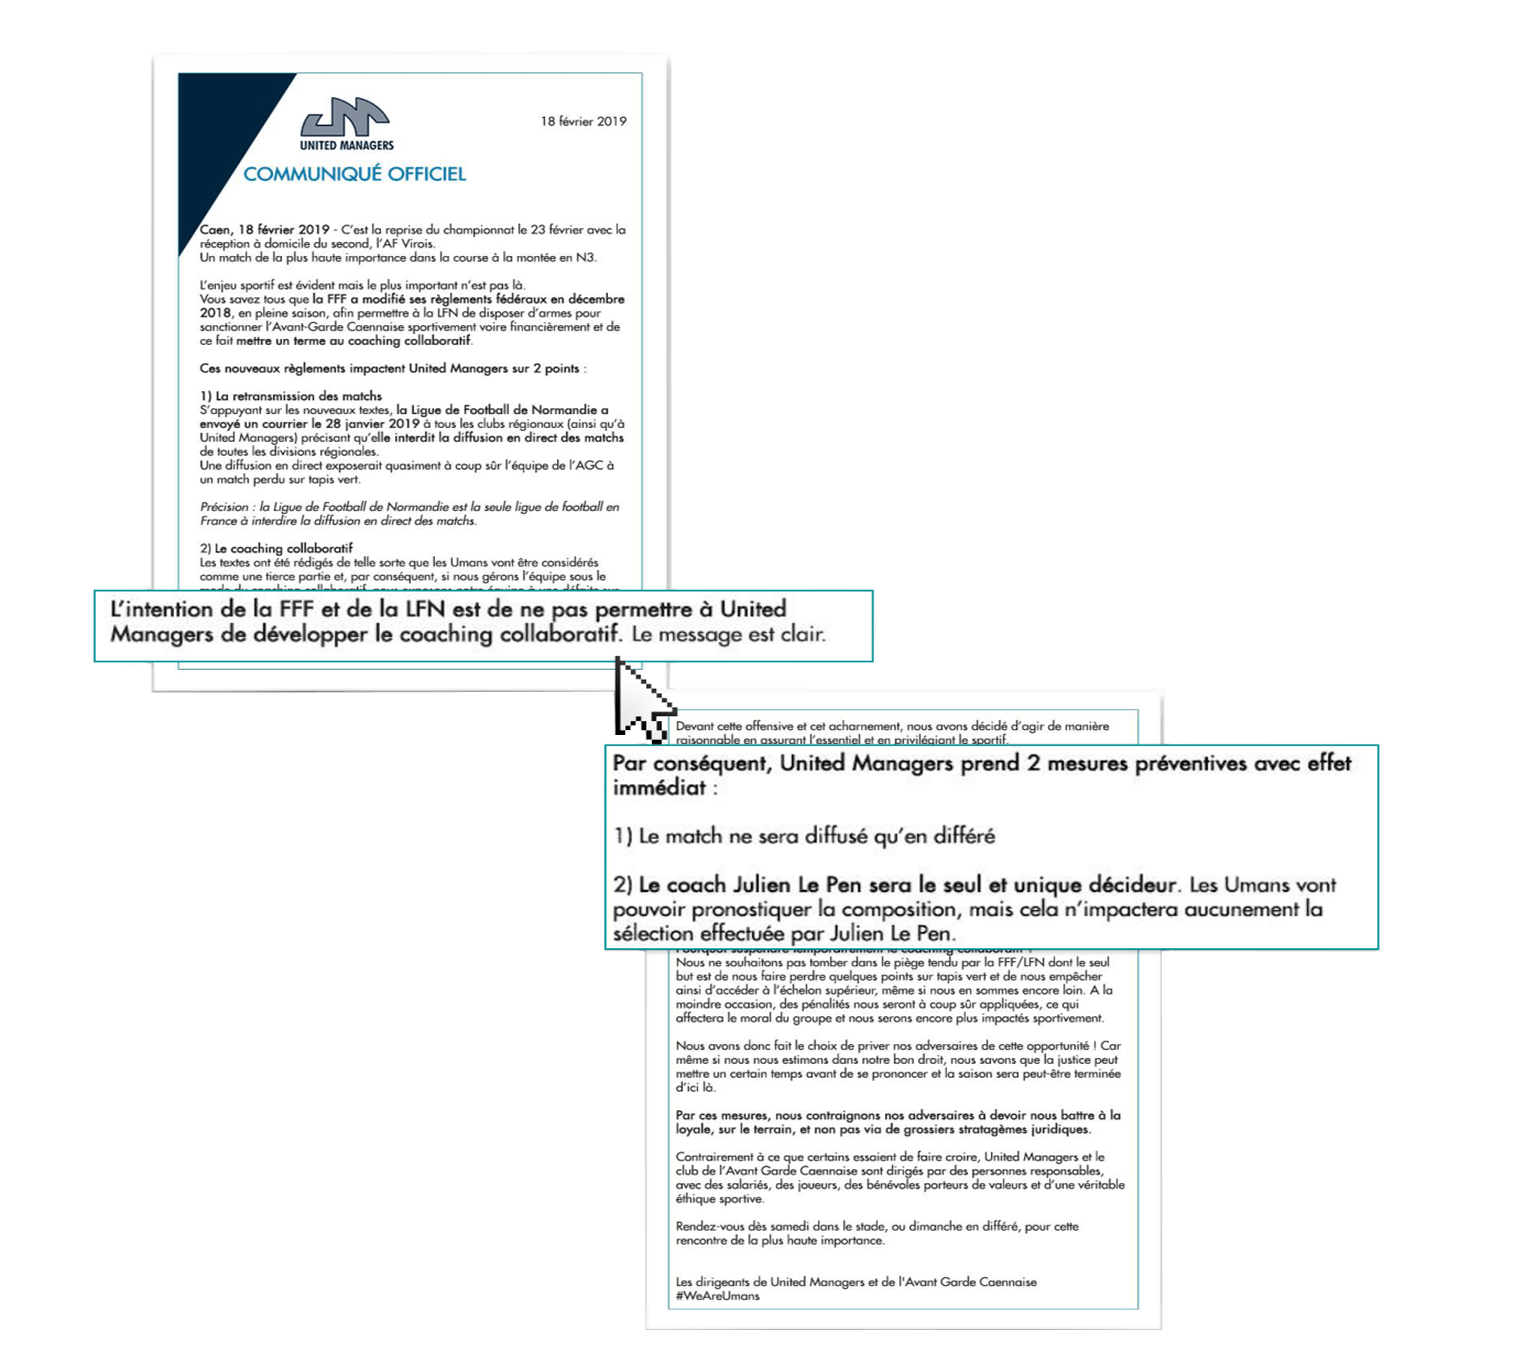 UNITED MANAGERS
18 février 2019
COMMUNIQUÉ OFFICIEL
Caen, 18 février 2019 - C'est la reprise du championnat le 23 février avec la
réception à domicile du second, l'AF Virois.
Un match de la plus haute importance dans la course à la montée en N3.
L'enjeu sportif est évident mais le plus important n'est pas là.
Vous savez tous que la FFF a modifié ses règlements fédéraux en décembre
2018, en pleine saison, afin permettre à la LFN de disposer d'armes pour
sanctionner l'Avant-Garde Caennaise sportivement voire financièrement et de
ce fait mettre un terme au coaching collaboratif.
Ces nouveaux règlements impactent United Managers sur 2 points :
1) La retransmission des matchs
S'appuyant sur les nouveaux textes, la Ligue de Football de Normandie a
envoyé un courrier le 28 janvier 2019 à tous les clubs régionaux (ainsi qu'à
United Managers) précisant qu'elle interdit la diffusion en direct des matchs
de toutes les divisions régionales.
Une diffusion en direct exposerait quasiment à coup sûr l'équipe de l'AGC à
un match perdu sur tapis vert.
Précision : la Ligue de Football de Normandie est la seule ligue de football en
France à interdire la diffusion en direct des matchs.
2) Le coaching collaboratif
Les textes ont été rédigés de telle sorte que les Umans vont être considérés
comme une tierce partie et, par conséquent, si nous gérons l'équipe sous le
L'intention de la FFF et de la LFN est de ne pas permettre à United
Managers de développer le coaching collaboratif. Le message est clair.
Devant cette offensive et cet acharnement, nous avons décidé d'agir de manière
raisonnable en assurant l'essentiel et en privilégiant le sportif.
Par conséquent, United Managers prend 2 mesures préventives avec effet
immédiat :
1) Le match ne sera diffusé qu'en différé
2) Le coach Julien Le Pen sera le seul et unique décideur. Les Umans vont
pouvoir pronostiquer la composition, mais cela n'impactera aucunement la
sélection effectuée par Julien Le Pen.
Nous ne souhaitons pas tomber dans le piège tendu par la FFF/LFN dont le seul
but est de nous faire perdre quelques points sur tapis vert et de nous empêcher
ainsi d'accéder à l'échelon supérieur, même si nous en sommes encore loin. A la
moindre occasion, des pénalités nous seront à coup sûr appliquées, ce qui
affectera le moral du groupe et nous serons encore plus impactés sportivement.
Nous avons donc fait le choix de priver nos adversaires de cette opportunité ! Car
même si nous nous estimons dans notre bon droit, nous savons que la justice peut
mettre un certain temps avant de se prononcer et la saison sera peut-être terminée
d'ici là.
Par ces mesures, nous contraignons nos adversaires à devoir nous battre à la
loyale, sur le terrain, et non pas via de grossiers stratagèmes juridiques.
Contrairement à ce que certains essaient de faire croire, United Managers et le
club de l'Avant Garde Caennaise sont dirigés par des personnes responsables,
avec des salariés, des joueurs, des bénévoles porteurs de valeurs et d'une véritable
éthique sportive.
Rendez-vous dès samedi dans le stade, ou dimanche en différé, pour cette
rencontre de la plus haute importance.
Les dirigeants de United Managers et de l'Avant Garde Caennaise
#WeAreUmans